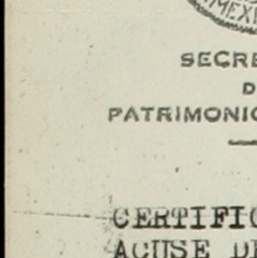 MEXI
SECRE
D
PATRIMONIO
CERTIFIC
ACUSE DE